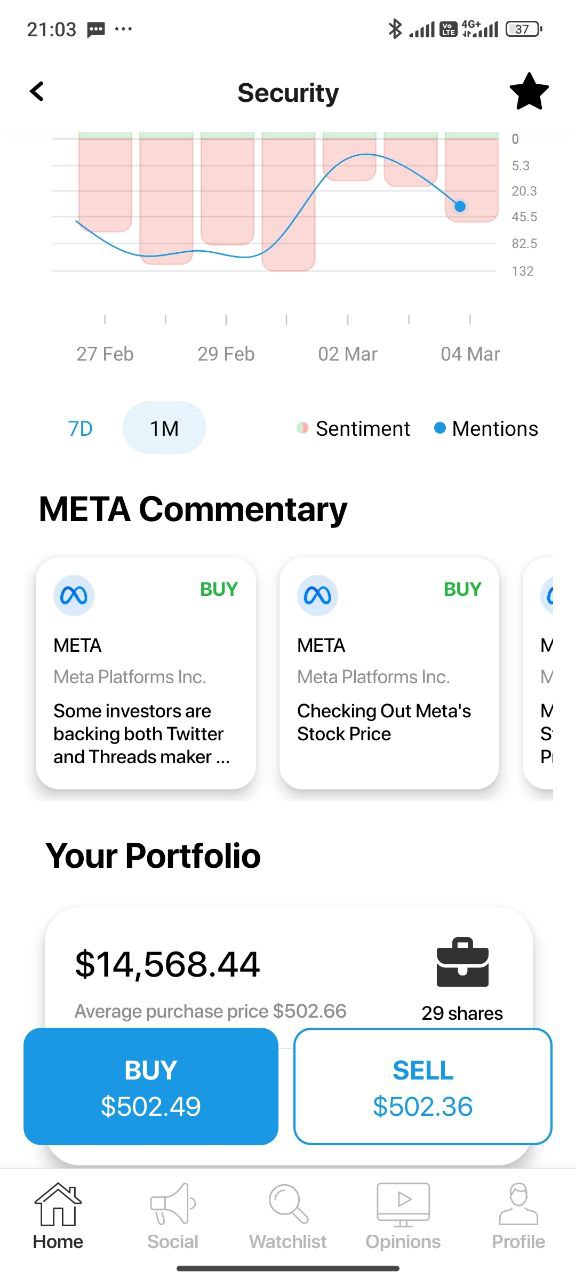 21:03
Vo LTE 4G+ 37
Security
0
5.3
20.3
45.5
82.5
132
27 Feb 29 Feb 02 Mar 04 Mar
7D 1M Sentiment Mentions
META Commentary
BUY BUY
META META M
Meta Platforms Inc. Meta Platforms Inc. M
Some investors are Checking Out Meta's M
backing both Twitter Stock Price S
and Threads maker ... P
Your Portfolio
$14,568.44
Average purchase price $502.66 29 shares
BUY SELL
$502.49 $502.36
Home Social Watchlist Opinions Profile